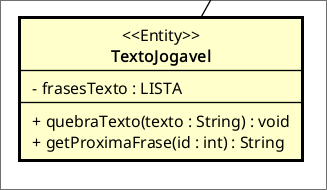 <<Entity>>
TextoJogavel
- frasesTexto : LISTA
+ quebraTexto(texto : String) : void
+ getProximaFrase(id : int) : String